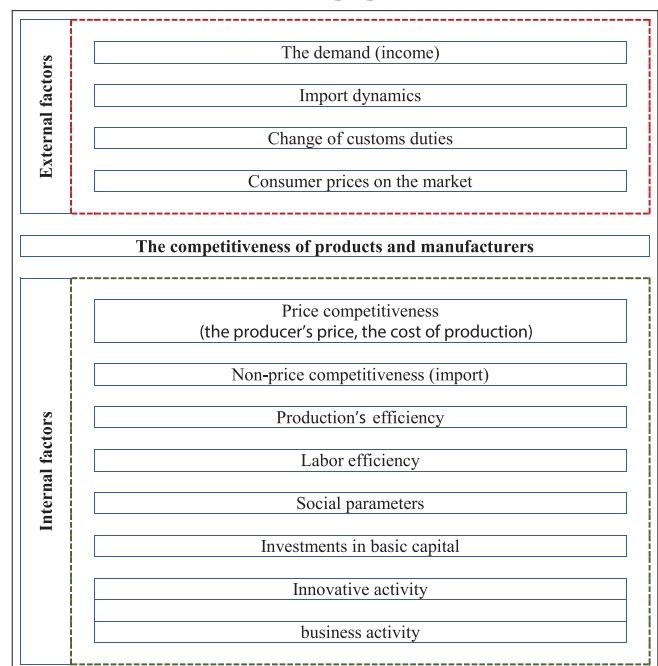 External factors
The demand (income)
Import dynamics
Change of customs duties
Consumer prices on the market
The competitiveness of products and manufacturers
Internal factors
Price competitiveness
(the producer's price, the cost of production)
Non-price competitiveness (import)
Production's efficiency
Labor efficiency
Social parameters
Investments in basic capital
Innovative activity
business activity